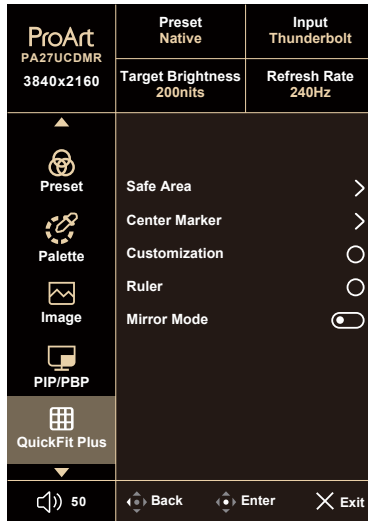 ProArt
PA27UCDMR
3840x2160
Preset
Native
Input
Thunderbolt
Target Brightness
200nits
Refresh Rate
240Hz
Preset
Palette
Image
PIP/PBP
QuickFit Plus
Safe Area
Center Marker
Customization
Ruler
Mirror Mode
50
Back
Enter
Exit